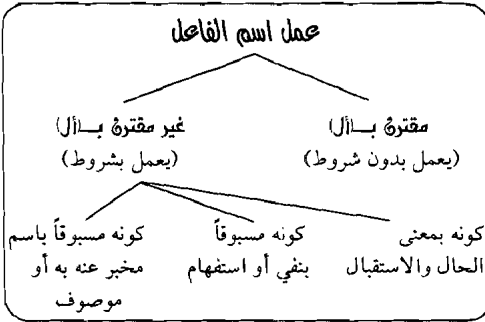 عمل اسم الفاعل
مقترن بـ(أل)
غير مقترن بـ(أل)
(يعمل بدون شروط)
(يعمل بشروط)
كونه بمعنى
كونه مسبوقاً
كونه مسبوقاً باسم
الحال والاستقبال
بنفي أو استفهام
مخبر عنه به أو
موصوف